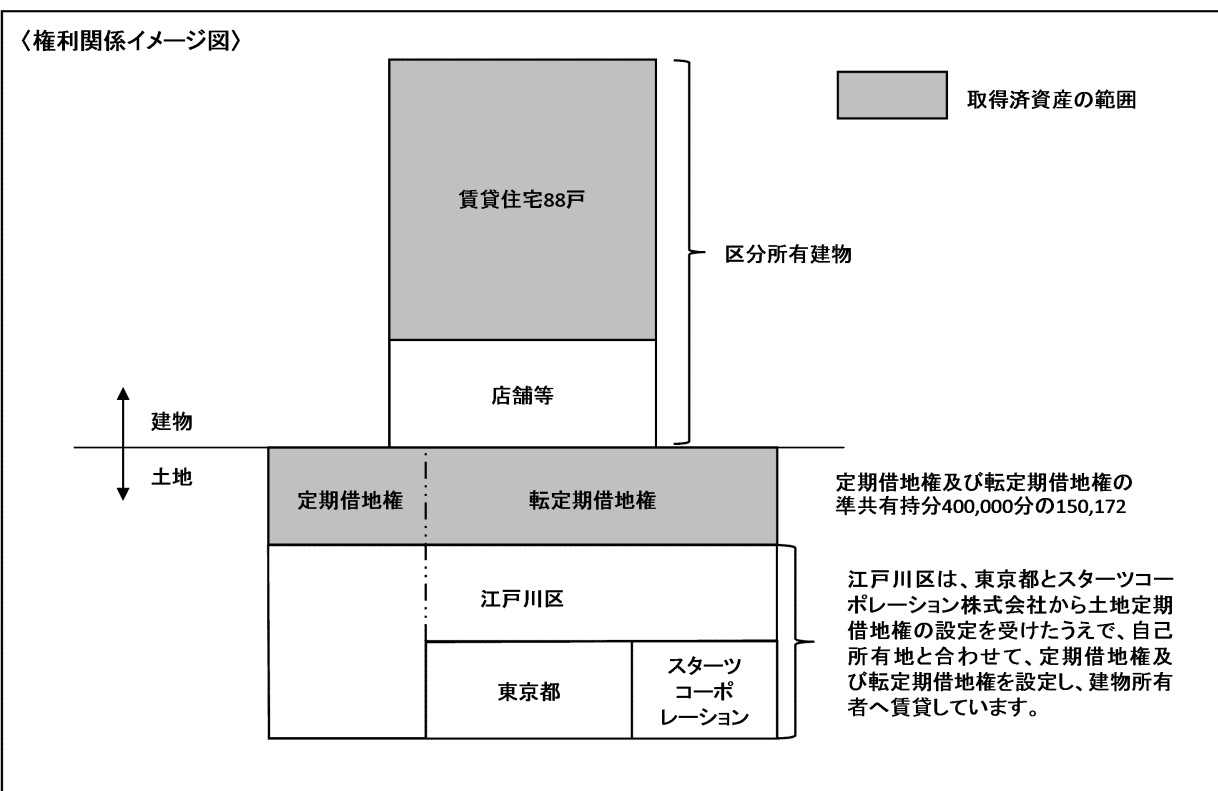 〈権利関係イメージ図〉
取得済資産の範囲
賃貸住宅88戸
区分所有建物
店舗等
建物
土地
定期借地権
転定期借地権
定期借地権及び転定期借地権の
準共有持分400,000分の150,172
江戸川区
東京都
スターツ
コーポ
レーション
江戸川区は、東京都とスターツコー
ポレーション株式会社から土地定期
借地権の設定を受けたうえで、自己
所有地と合わせて、定期借地権及
び転定期借地権を設定し、建物所有
者へ賃貸しています。